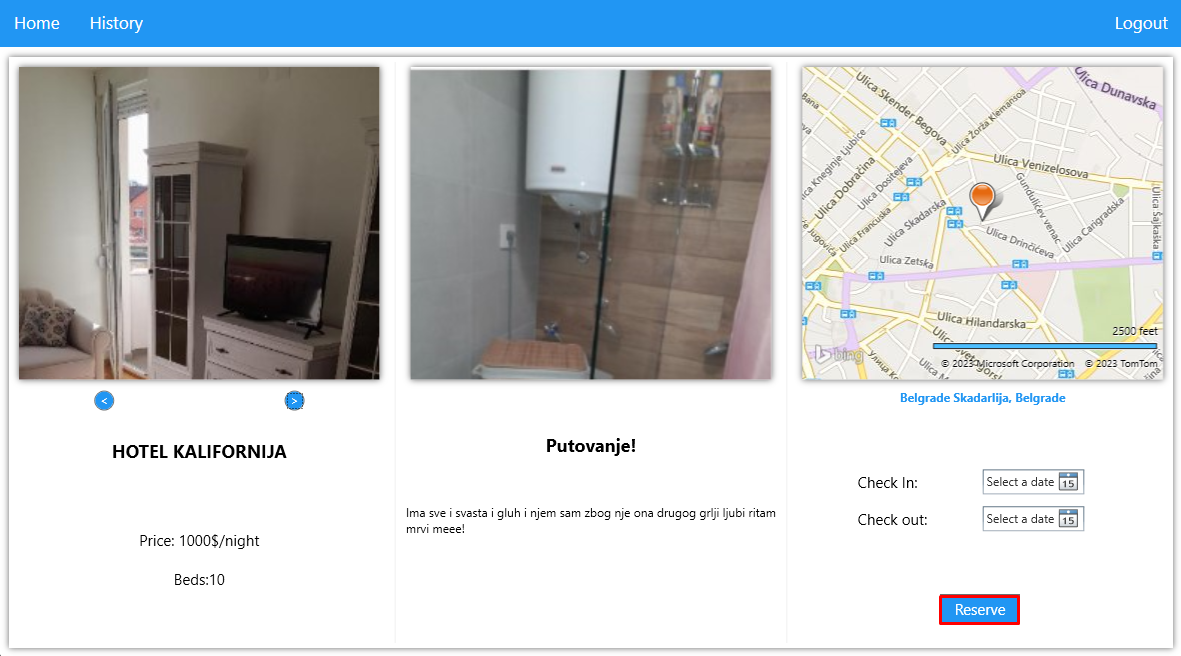 Home
History
Logout
<
>
HOTEL KALIFORNIJA
Price: 1000$/night
Beds:10
Putovanje!
Ima sve i svasta i gluh i njem sam zbog nje ona drugog grlji ljubi ritam
mrvi meee!
Ulica Dunavska
Ulica Skender Begova
Ulica Žorža Klemansoa
Bana
Ulica Kneginje Ljubice
Ulica Venizelosova
Ulica Dobračina
Ulica Dositejeva
Gundulićev venac
Ulica Šajkaška
Ulica Skadarska
Ulica Carigradska
Ulica Francuska
Jugovića
Ulica Drinčićeva
Ulica Zetska
Ulica Hilandarska
2500 feet
bing
© 2023 Microsoft Corporation
© 2023 TomTom
Belgrade Skadarlija, Belgrade
Check In:
Select a date
15
Check out:
Select a date
15
Reserve